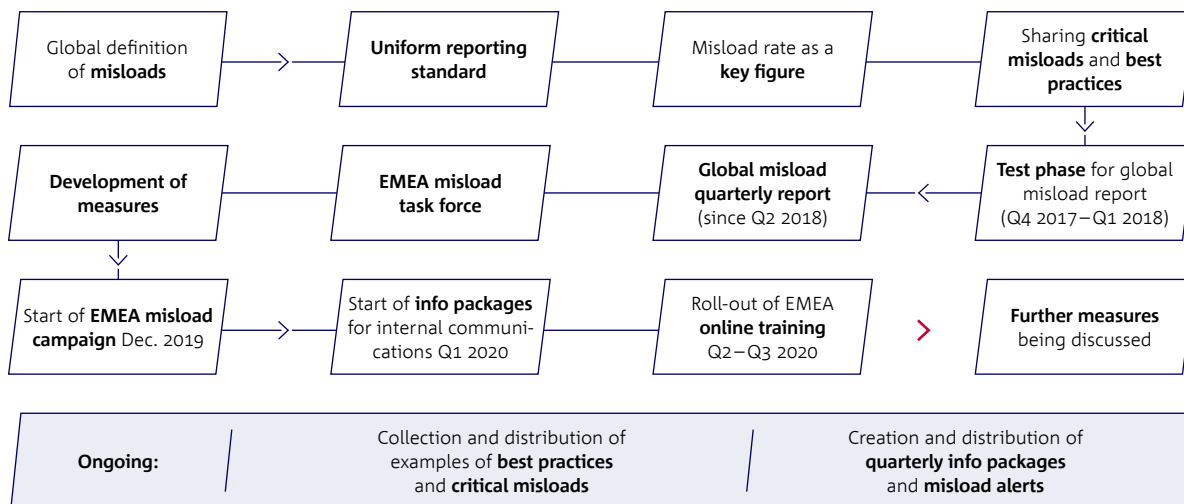 Global definition
of misloads
Uniform reporting
standard
Misload rate as a
key figure
Sharing critical
misloads and best
practices
Test phase for global
misload report
(Q4 2017–Q1 2018)
Global misload
quarterly report
(since Q2 2018)
EMEA misload
task force
Development of
measures
Start of EMEA misload
campaign Dec. 2019
Start of info packages
for internal communi-
cations Q1 2020
Roll-out of EMEA
online training
Q2–Q3 2020
Further measures
being discussed
Ongoing:
Collection and distribution of
examples of best practices
and critical misloads
Creation and distribution of
quarterly info packages
and misload alerts